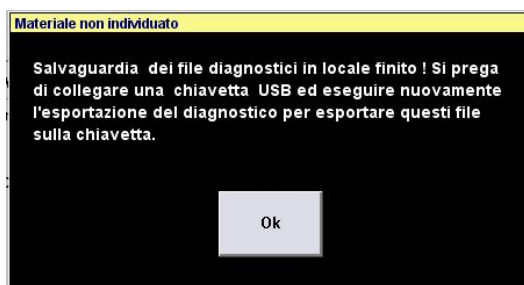 Materiale non individuato
Salvaguardia dei file diagnostici in locale finito ! Si prega
di collegare una chiavetta USB ed eseguire nuovamente
l'esportazione del diagnostico per esportare questi file
sulla chiavetta.
Ok